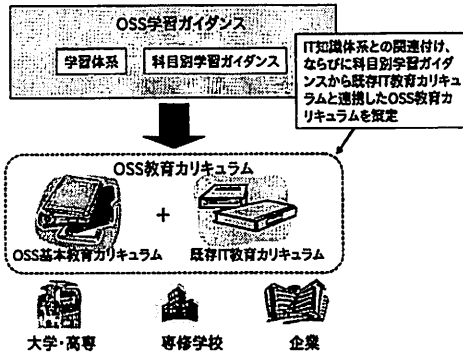 OSS学習ガイダンス
学習体系
科目別学習ガイダンス
IT知識体系との関連付け、
ならびに科目別学習ガイダ
ンスから既存IT教育カリキュ
ラムと連携したOSS教育カ
リキュラムを策定
OSS教育カリキュラム
+
OSS基本教育カリキュラム
既存IT教育カリキュラム
大学・高専
専修学校
企業